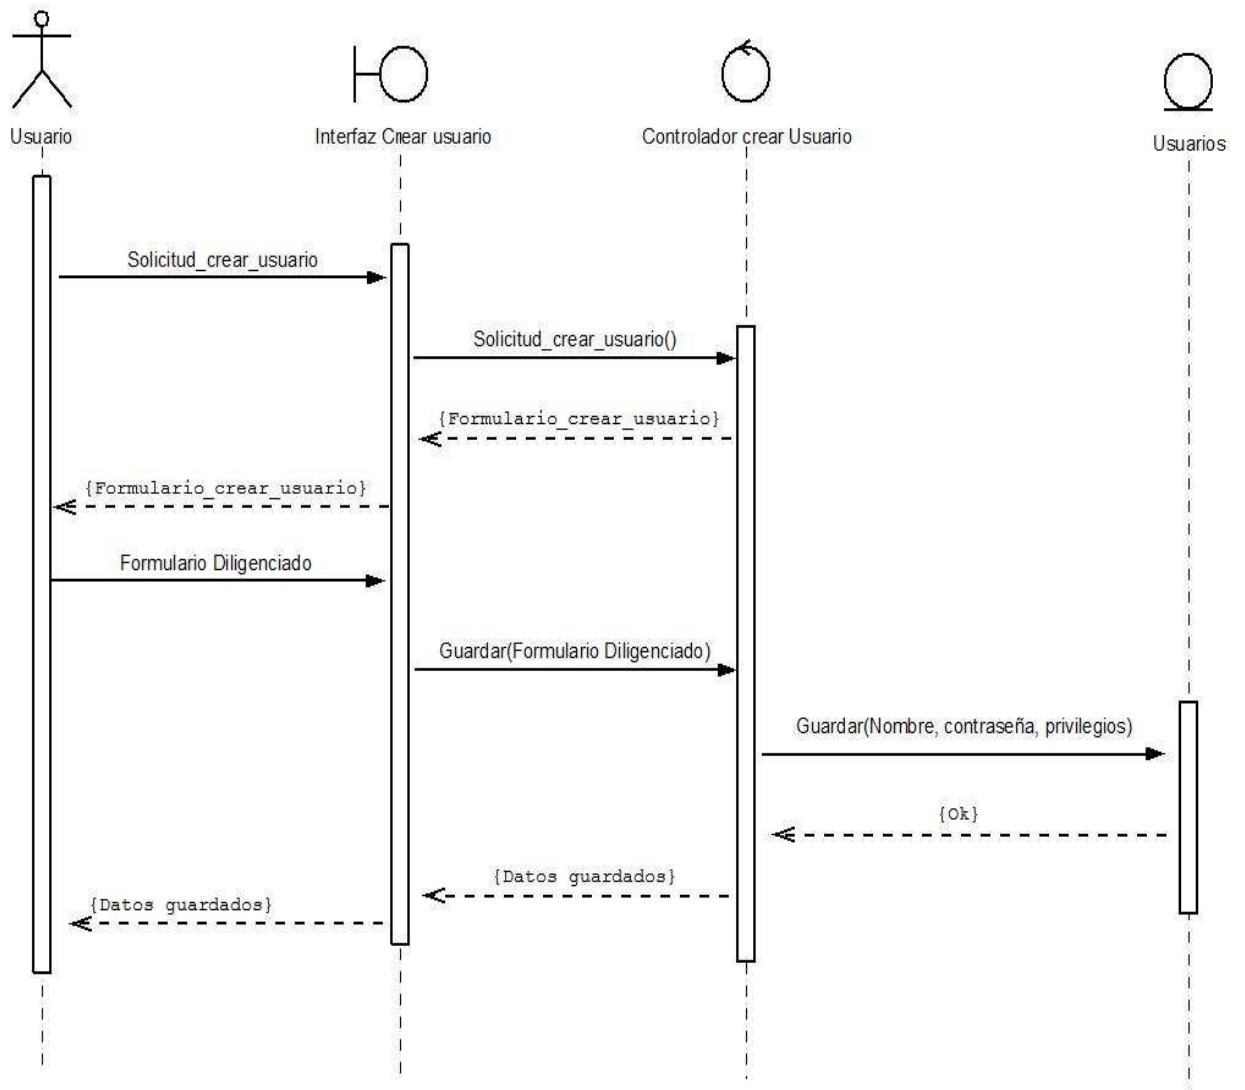 Usuario
Interfaz Crear usuario
Controlador crear Usuario
Usuarios
Solicitud_crear_usuario
Solicitud_crear_usuario()
{Formulario_crear_usuario}
{Formulario_crear_usuario}
Formulario Diligenciado
Guardar(Formulario Diligenciado)
Guardar(Nombre, contraseña, privilegios)
{Ok}
{Datos guardados}
{Datos guardados}